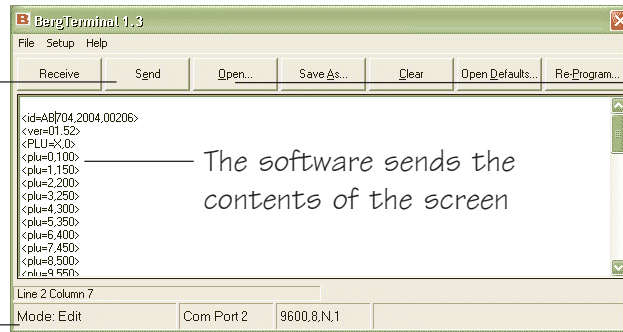 BergTerminal 1.3
File Setup Help
Receive Send Open... Save As... Clear Open Defaults... Re-Program...
<id=AB704,2004,00206>
<ver=01.52>
<PLU=X,0>
<plu=0,100>
<plu=1,150>
<plu=2,200>
<plu=3,250>
<plu=4,300>
<plu=5,350>
<plu=6,400>
<plu=7,450>
<plu=8,500>
<plu=9,550>
The software sends the
contents of the screen
Line 2 Column 7
Mode: Edit Com Port 2 9600,8,N,1